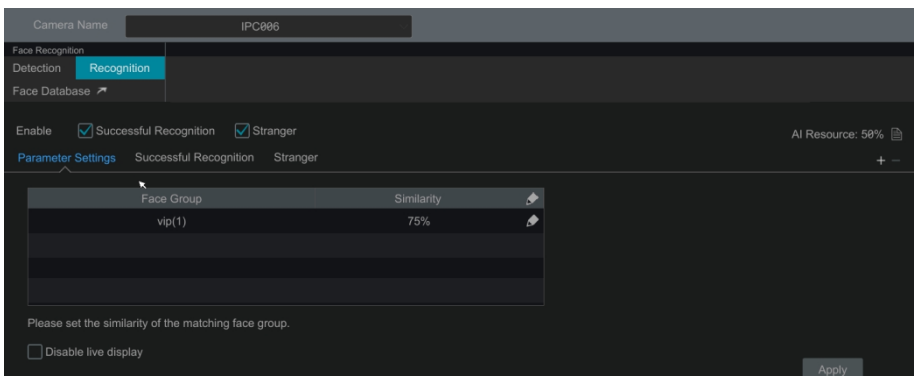 Camera Name IPC006
Face Recognition
Detection Recognition
Face Database
Enable Successful Recognition Stranger
AI Resource: 50%
Parameter Settings Successful Recognition Stranger
+ −
Face Group Similarity
vip(1) 75%
Please set the similarity of the matching face group.
Disable live display
Apply